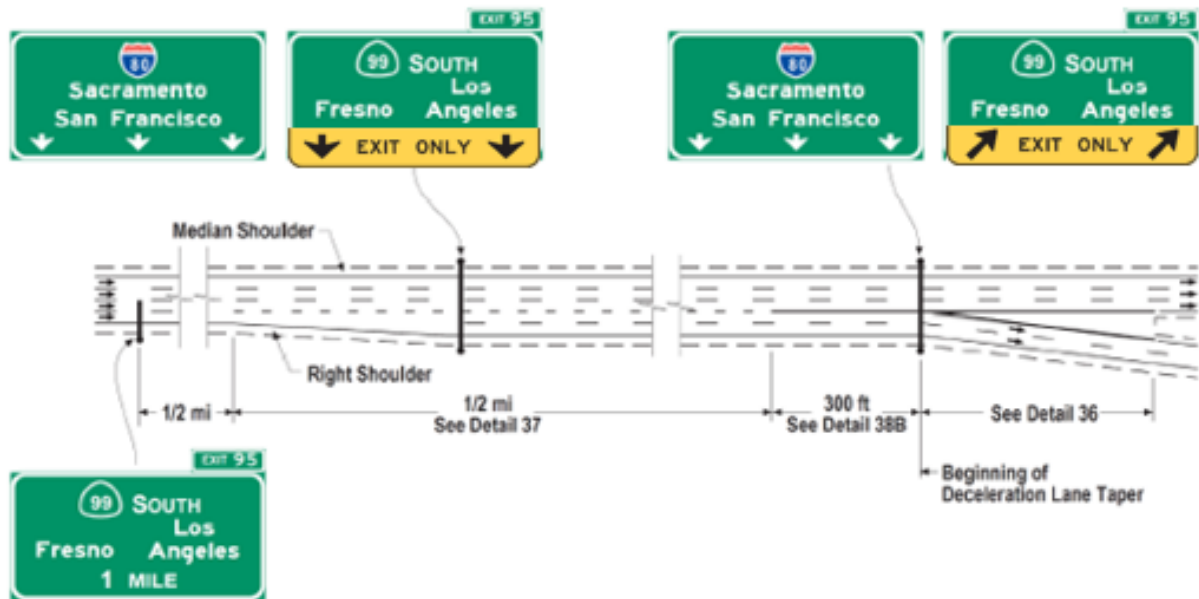 80
Sacramento
San Francisco
EXIT 95
99 SOUTH
Los
Fresno Angeles
EXIT ONLY
80
Sacramento
San Francisco
EXIT 95
99 SOUTH
Los
Fresno Angeles
EXIT ONLY
Median Shoulder
Right Shoulder
1/2 mi
1/2 mi
See Detail 37
300 ft
See Detail 38B
See Detail 36
Beginning of
Deceleration Lane Taper
EXIT 95
99 SOUTH
Los
Fresno Angeles
1 MILE